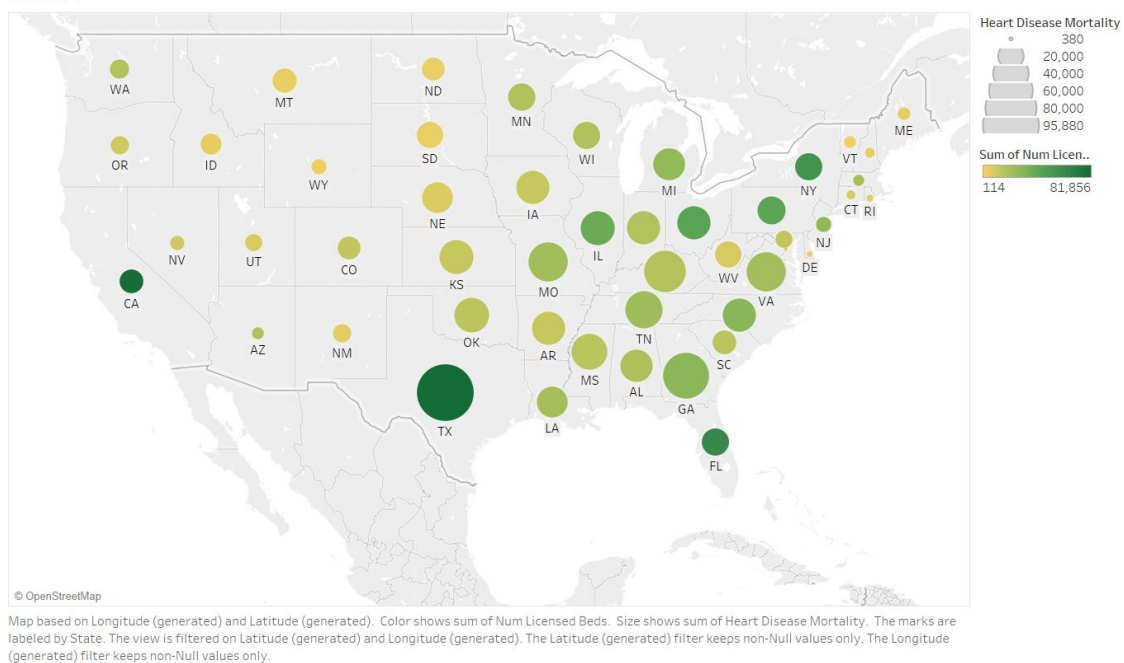 Heart Disease Mortality
380
20,000
40,000
60,000
80,000
95,880
Sum of Num Licen..
114 81,856
WA
MT
ND
MN
ME
OR
ID
SD
WI
VT
WY
MI
NY
NE
IA
CT RI
NV
UT
CO
KS
IL
NJ
MO
WV
DE
CA
VA
AZ
NM
OK
AR
TN
SC
MS
AL
GA
TX
LA
FL
© OpenStreetMap
Map based on Longitude (generated) and Latitude (generated). Color shows sum of Num Licensed Beds. Size shows sum of Heart Disease Mortality. The marks are
labeled by State. The view is filtered on Latitude (generated) and Longitude (generated). The Latitude (generated) filter keeps non-Null values only. The Longitude
(generated) filter keeps non-Null values only.